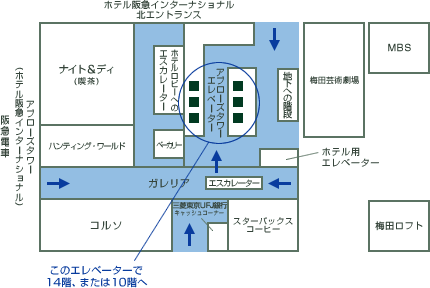 ホテル阪急インターナショナル
北エントランス
ナイト&ディ
(喫茶)
ホテルロビーへの
エスカレーター
アプローズタワー
エレベーター
地下への階段
梅田芸術劇場
MBS
阪急電車
アプローズタワー
(ホテル阪急インターナショナル)
ハンティング・ワールド
ベーカリー
ホテル用
エレベーター
ガレリア
エスカレーター
コルソ
三菱東京UFJ銀行
キャッシュコーナー
スターバックス
コーヒー
梅田ロフト
このエレベーターで
14階、または10階へ